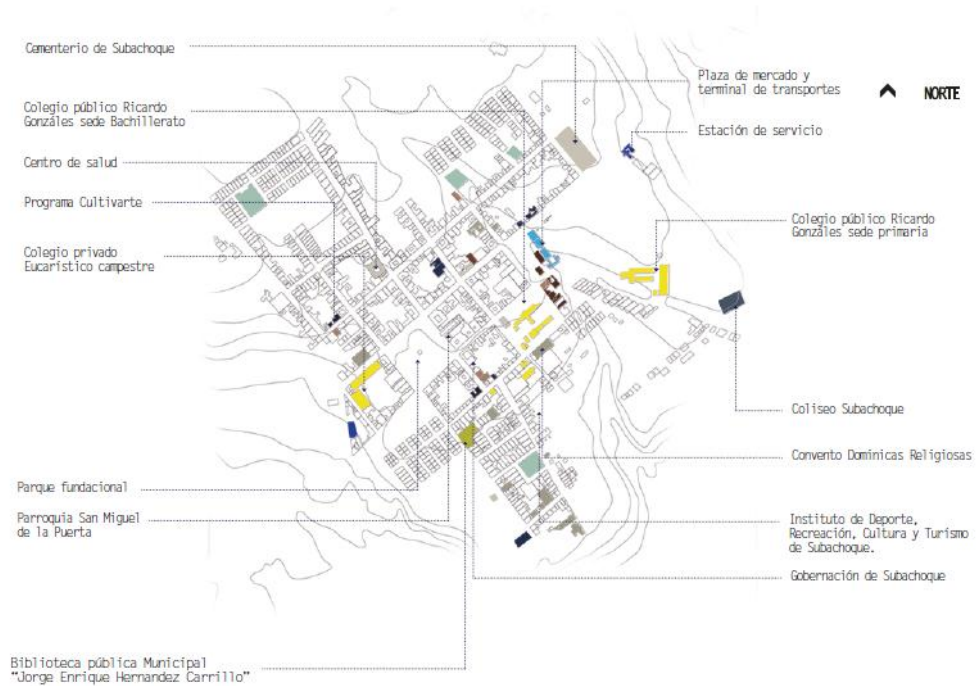 Cementerio de Subachoque
Colegio público Ricardo
Gonzáles sede Bachillerato
Centro de salud
Programa Cultivarte
Colegio privado
Eucarístico campestre
Plaza de mercado y
terminal de transportes
NORTE
Estación de servicio
Colegio público Ricardo
Gonzáles sede primaria
Coliseo Subachoque
Convento Domínicas Religiosas
Instituto de Deporte,
Recreación, Cultura y Turismo
de Subachoque.
Gobernación de Subachoque
Parque fundacional
Parroquia San Miguel
de la Puerta
Biblioteca pública Municipal
"Jorge Enrique Hernandez Carrillo"